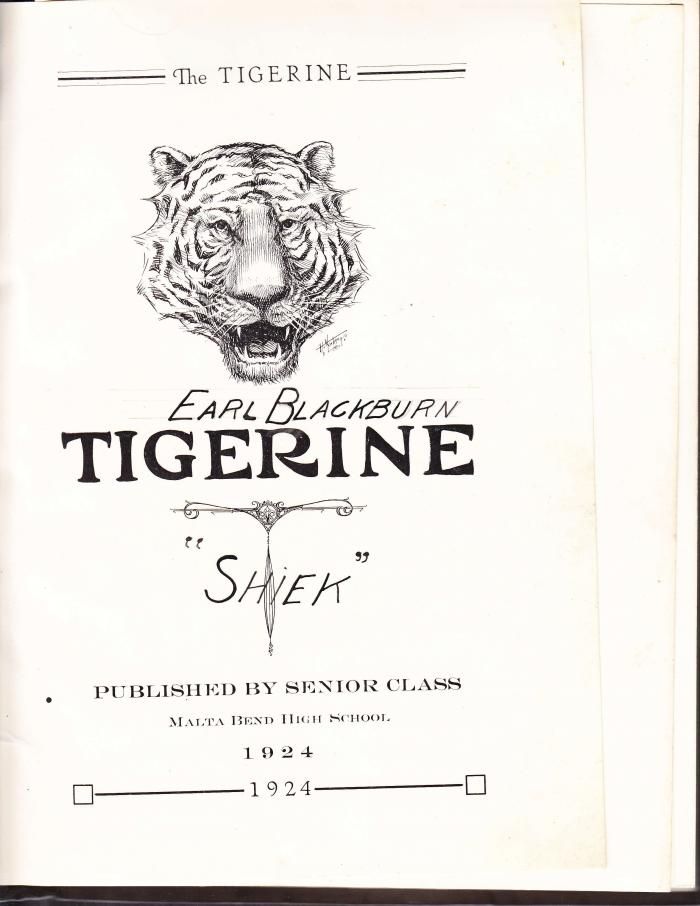 The TIGERINE
EARL BLACKBURN
TIGERINE
"SHiEK"
PUBLISHED BY SENIOR CLASS
MALTA BEND HIGH SCHOOL
1924
1924